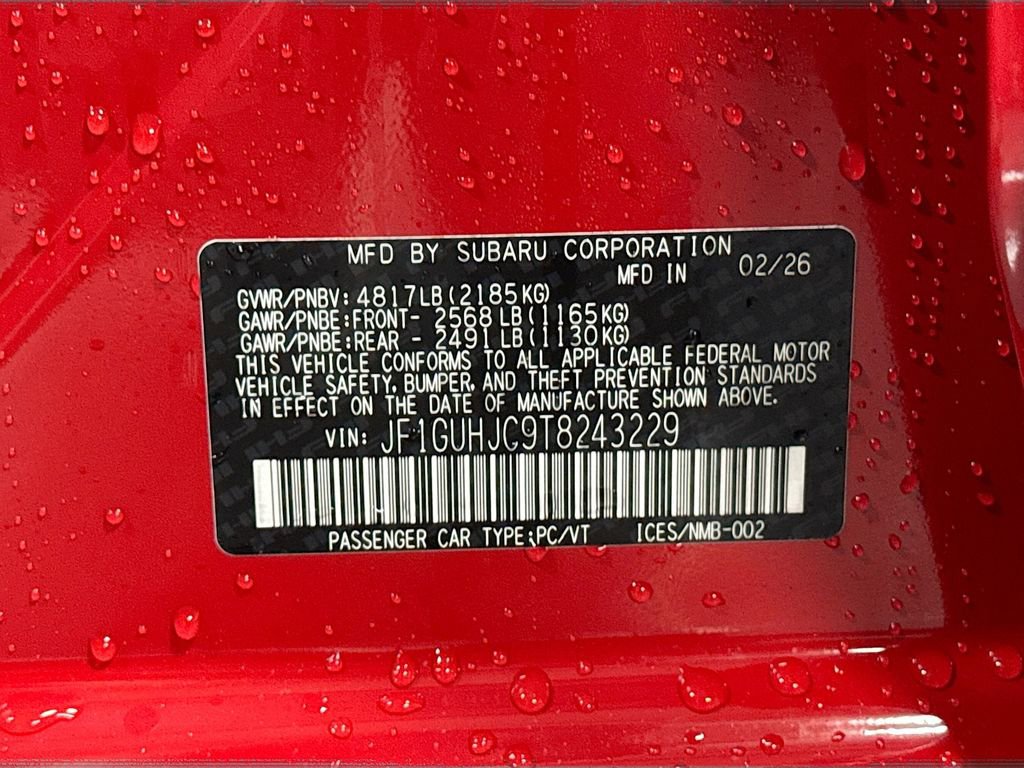 MFD BY SUBARU CORPORATION
MFD IN 02/26
GVWR/PNBV: 4817LB(2185KG)
GAWR/PNBE:FRONT- 2568LB(1165KG)
GAWR/PNBE:REAR - 2491LB(1130KG)
THIS VEHICLE CONFORMS TO ALL APPLICABLE FEDERAL MOTOR
VEHICLE SAFETY, BUMPER, AND THEFT PREVENTION STANDARDS
IN EFFECT ON THE DATE OF MANUFACTURE SHOWN ABOVE.
VIN: JF1GUHJC9T8243229
PASSENGER CAR TYPE:PC/VT ICES/NMB-002